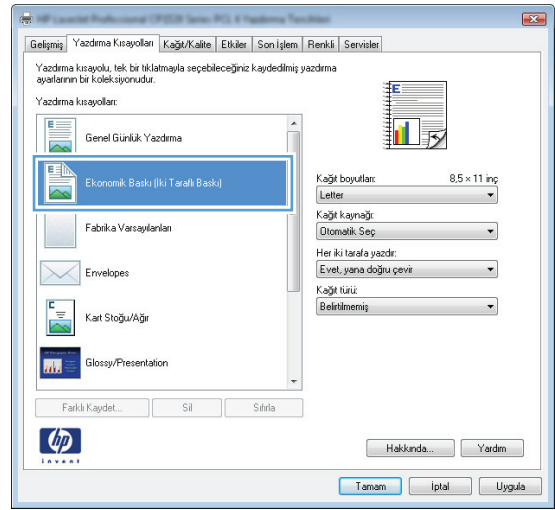 Gelişmiş
Yazdırma Kısayolları
Kağıt/Kalite
Etkiler
Son İşlem
Renkli
Servisler
Yazdırma kısayolu, tek bir tıklatmayla seçebileceğiniz kaydedilmiş yazdırma
ayarlarının bir koleksiyonudur.
Yazdırma kısayolları:
Genel Günlük Yazdırma
Ekonomik Baskı (İki Taraflı Baskı)
Fabrika Varsayılanları
Envelopes
Kart Stoğu/Ağır
Glossy/Presentation
Farklı Kaydet...
Sil
Sıfırla
Kağıt boyutları:
8,5 × 11 inç
Letter
Kağıt kaynağı:
Otomatik Seç
Her iki tarafa yazdır:
Evet, yana doğru çevir
Kağıt türü:
Belirtilmemiş
hp
invent
Hakkında...
Yardım
Tamam
İptal
Uygula